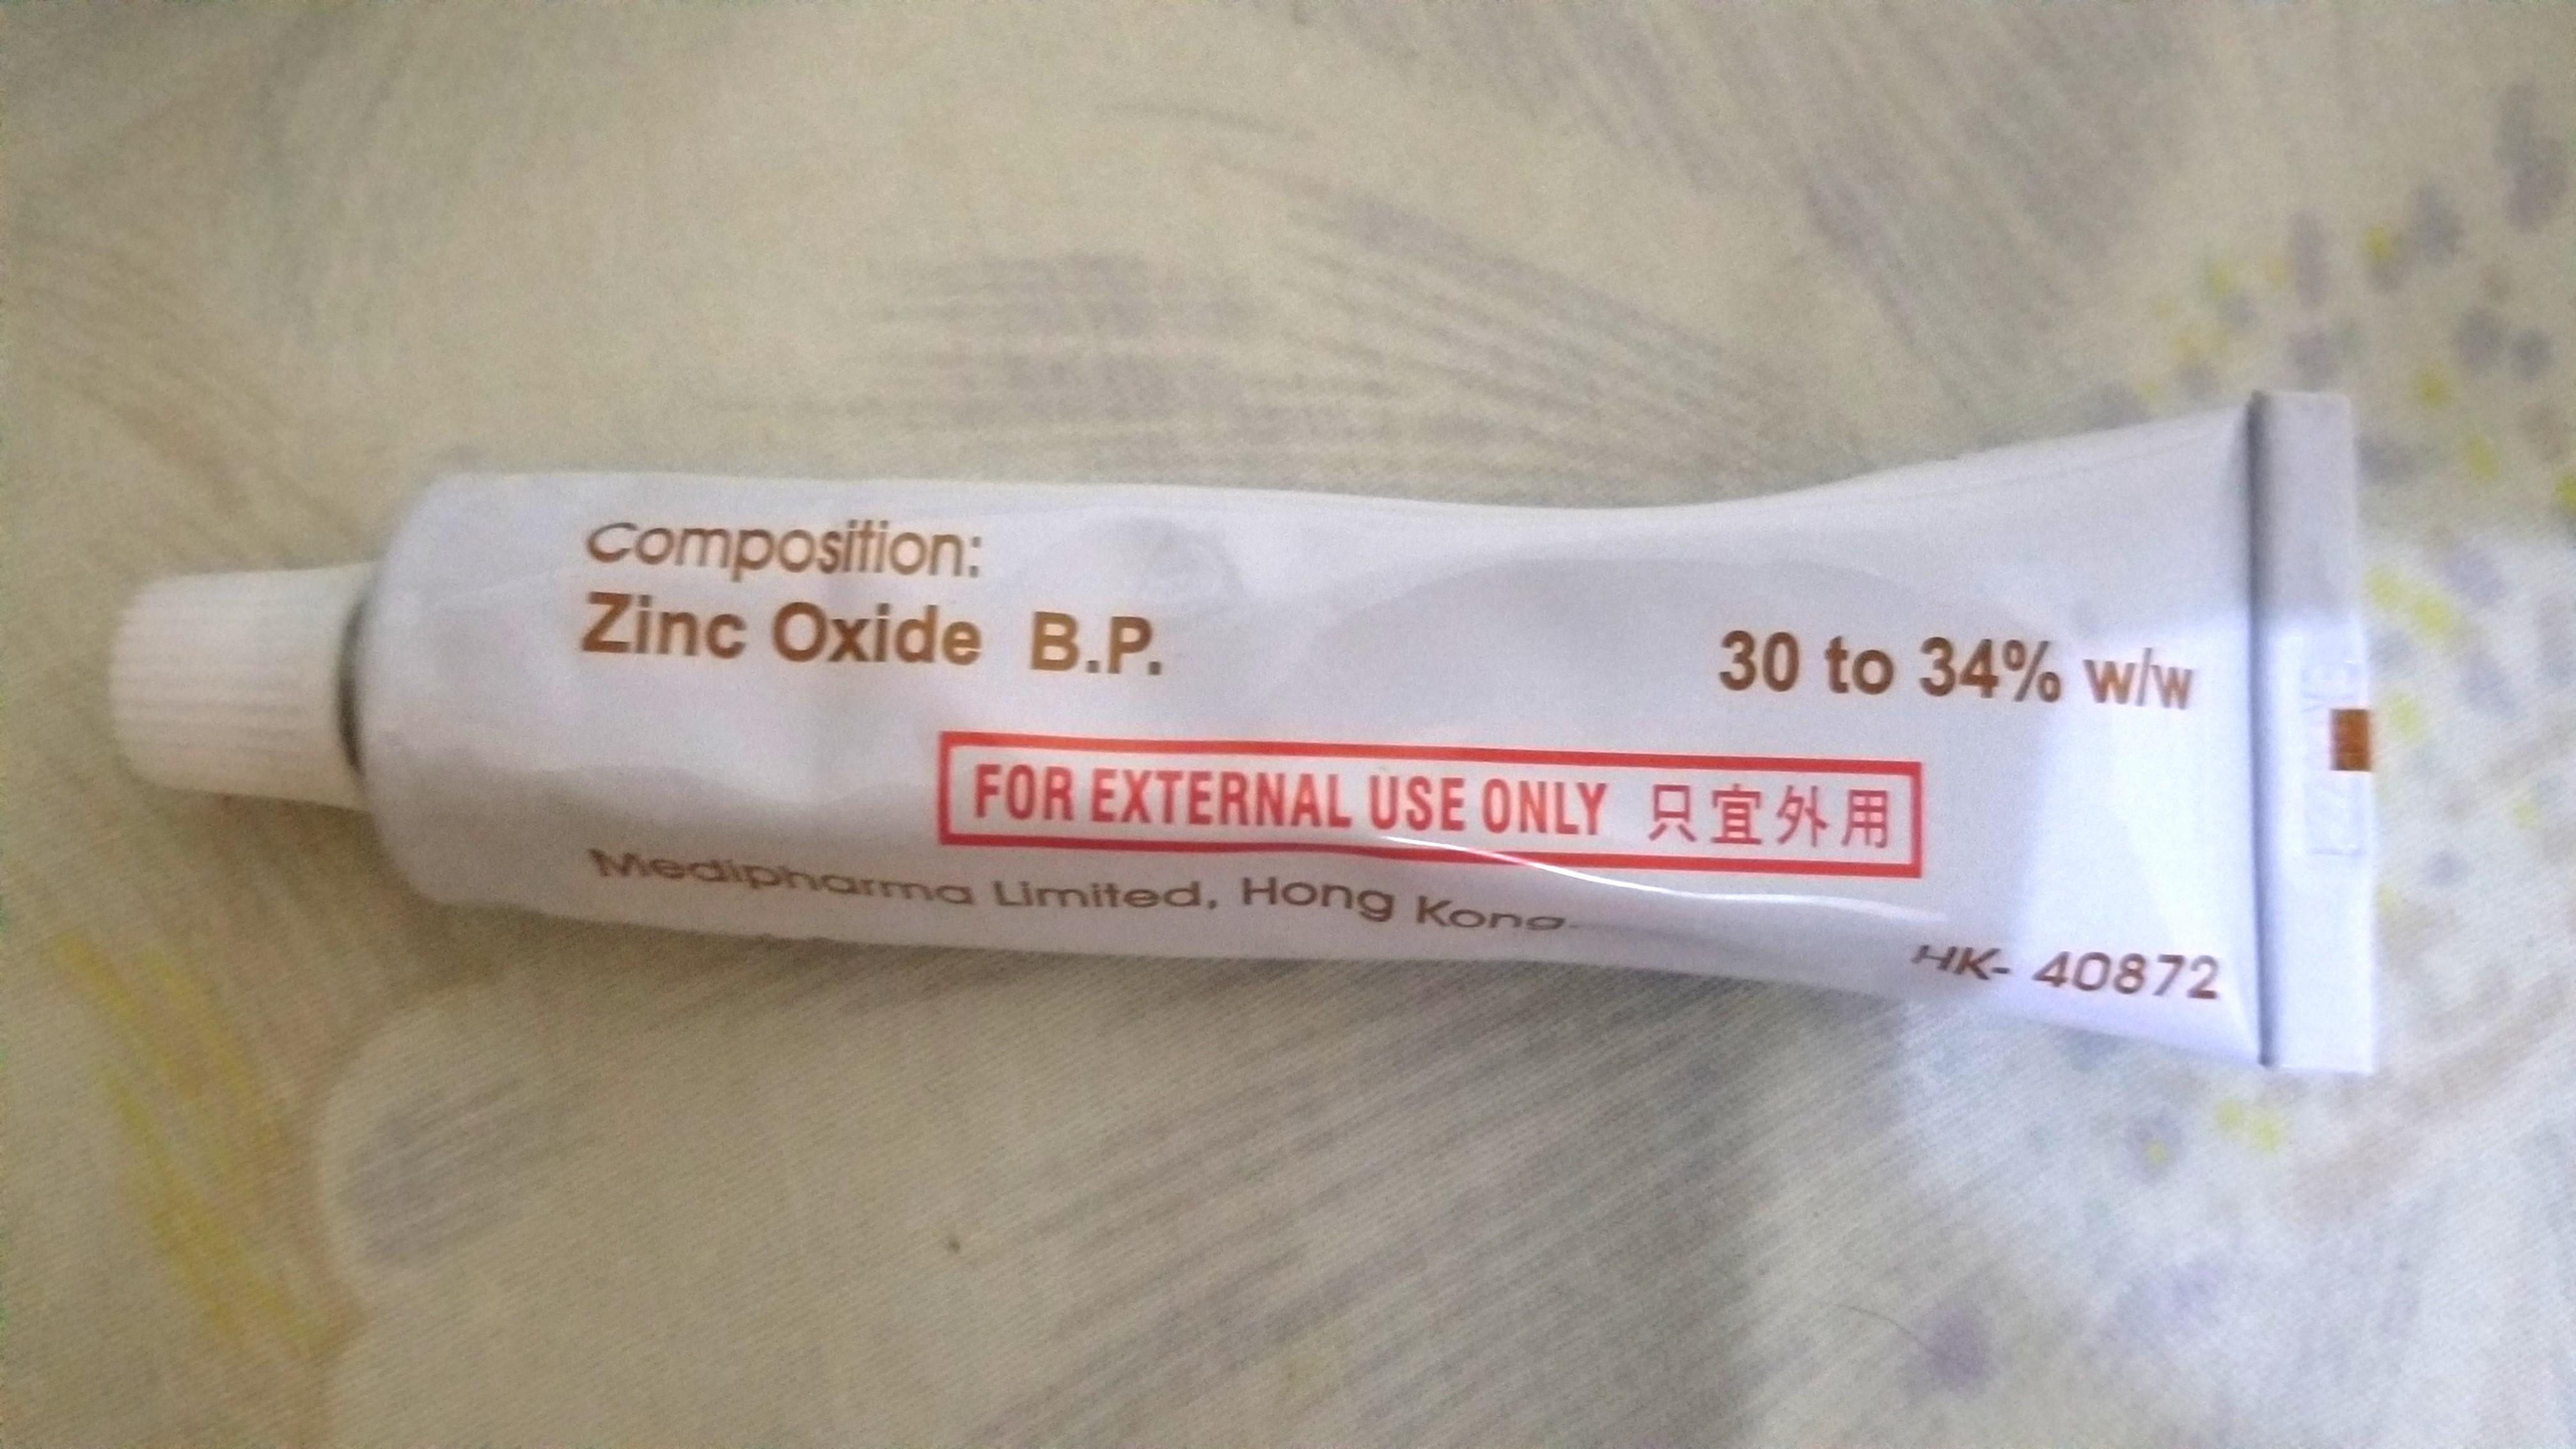 Composition:
Zinc Oxide B.P. 30 to 34% w/w
FOR EXTERNAL USE ONLY 只宜外用
Medipharma Limited, Hong Kong.
HK- 40872